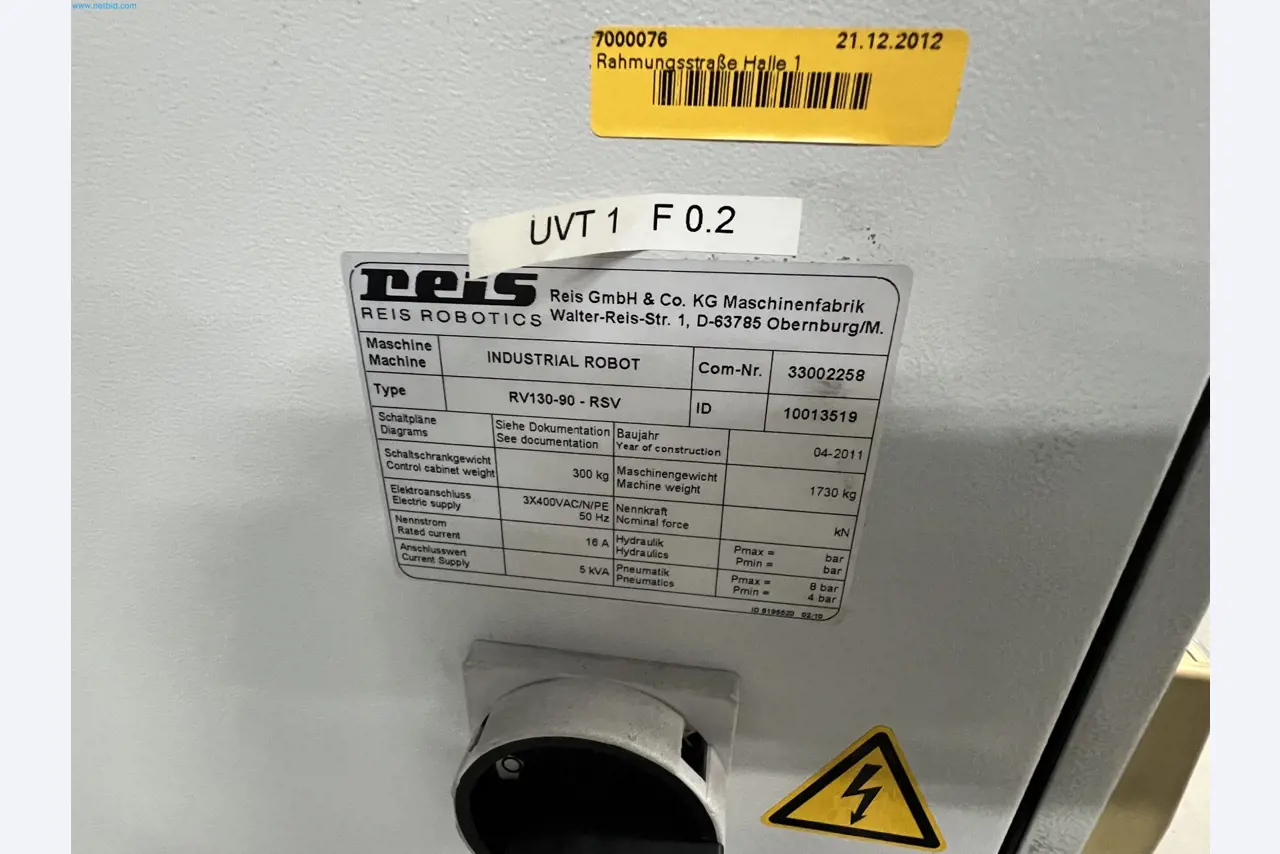 www.netbid.com
7000076 21.12.2012
Rahmungsstraße Halle 1
UVT 1 F 0.2
reis
REIS ROBOTICS
Reis GmbH & Co. KG Maschinenfabrik
Walter-Reis-Str. 1, D-63785 Obernburg/M.
Maschine
Machine
INDUSTRIAL ROBOT
Com-Nr.
33002258
Type
RV130-90 - RSV
ID
10013519
Schaltpläne
Diagrams
Siehe Dokumentation
See documentation
Baujahr
Year of construction
04-2011
Schaltschrankgewicht
Control cabinet weight
300 kg
Maschinengewicht
Machine weight
1730 kg
Elektroanschluss
Electric supply
3X400VAC/N/PE
50 Hz
Nennkraft
Nominal force
kN
Nennstrom
Rated current
16 A
Hydraulik
Hydraulics
Pmax = bar
Pmin = bar
Anschlusswert
Current Supply
5 kVA
Pneumatik
Pneumatics
Pmax = 8 bar
Pmin = 4 bar
02/10